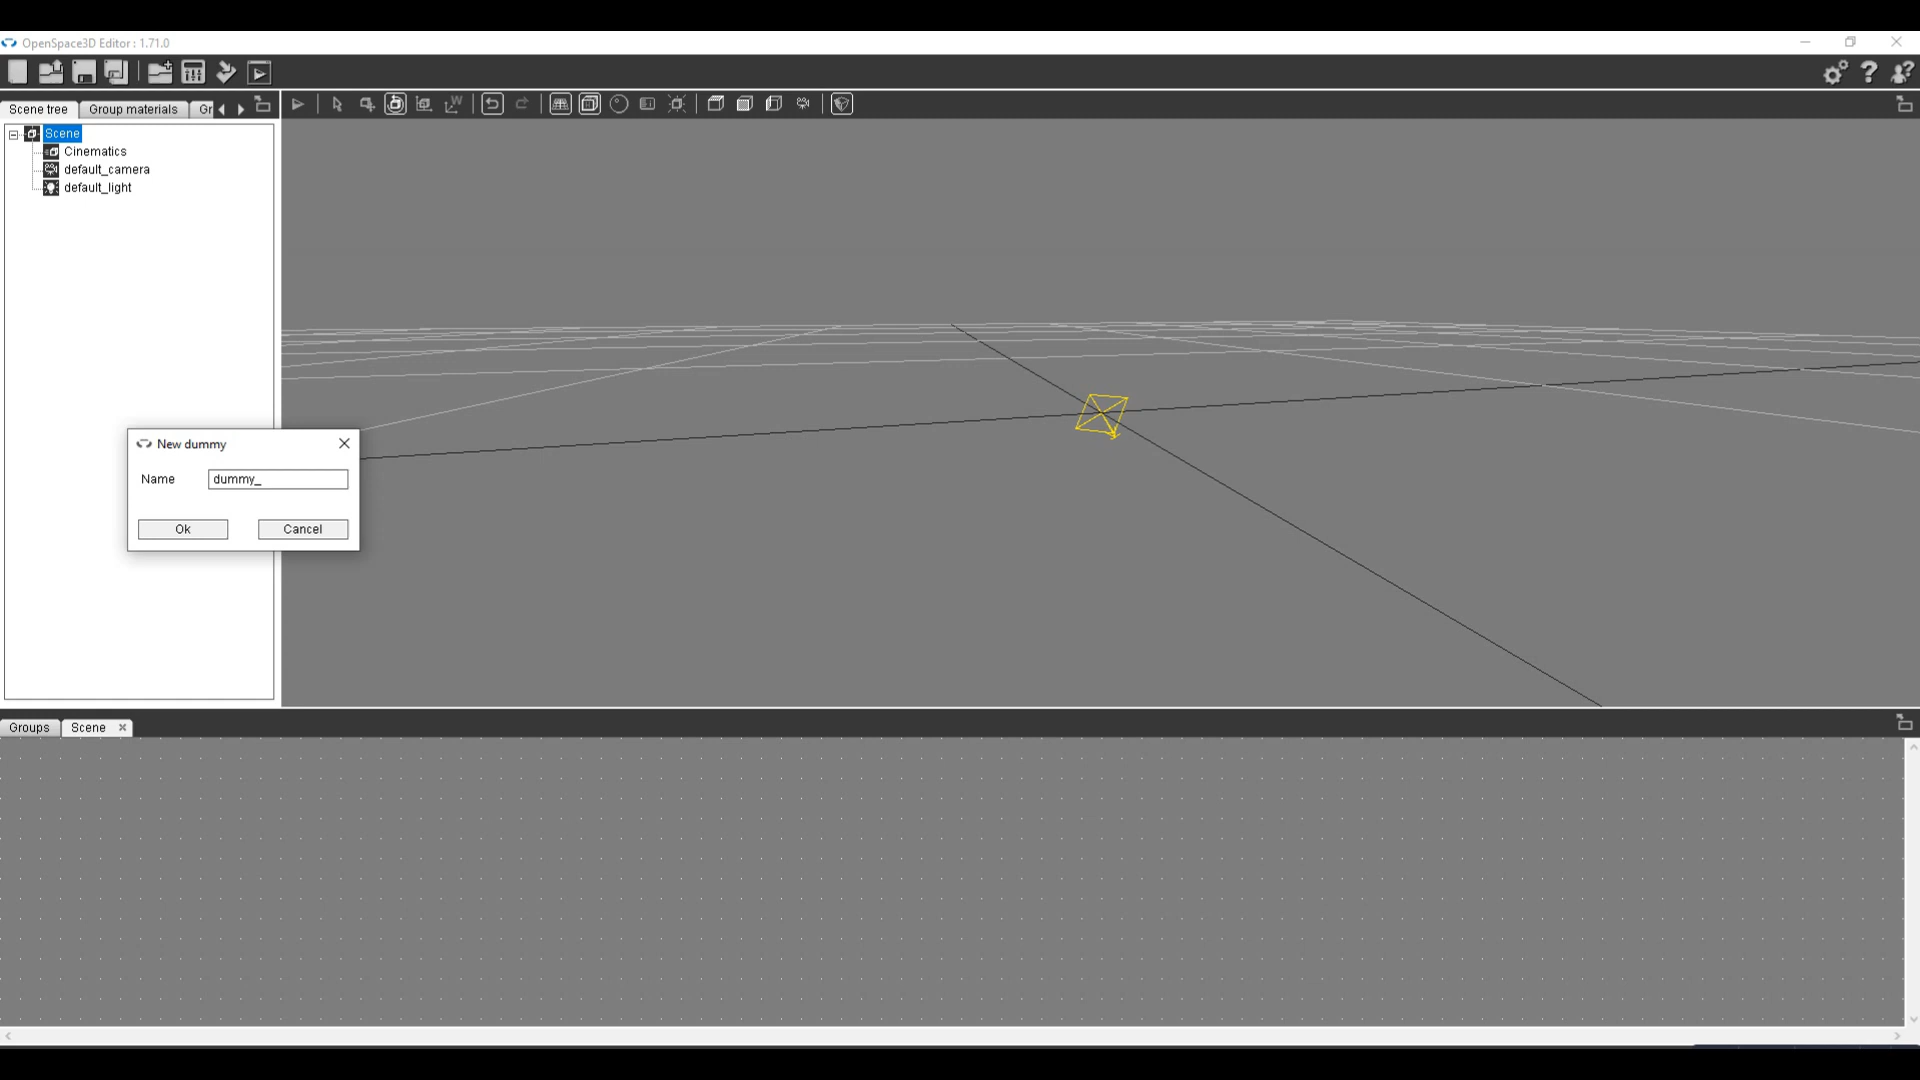 OpenSpace3D Editor : 1.71.0
Scene tree
Group materials
Gr
Scene
Cinematics
default_camera
default_light
New dummy
Name
dummy_
Ok
Cancel
Groups
Scene